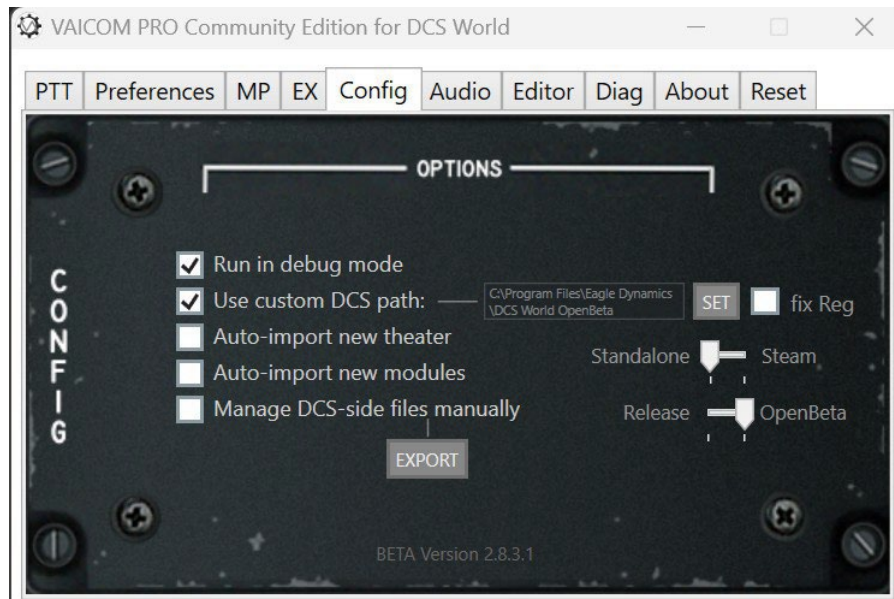 VAICOM PRO Community Edition for DCS World
PTT Preferences MP EX Config Audio Editor Diag About Reset
OPTIONS
CONFIG
Run in debug mode
Use custom DCS path: C:\Program Files\Eagle Dynamics
\DCS World OpenBeta
SET fix Reg
Auto-import new theater
Standalone Steam
Auto-import new modules
Manage DCS-side files manually
Release OpenBeta
EXPORT
BETA Version 2.8.3.1